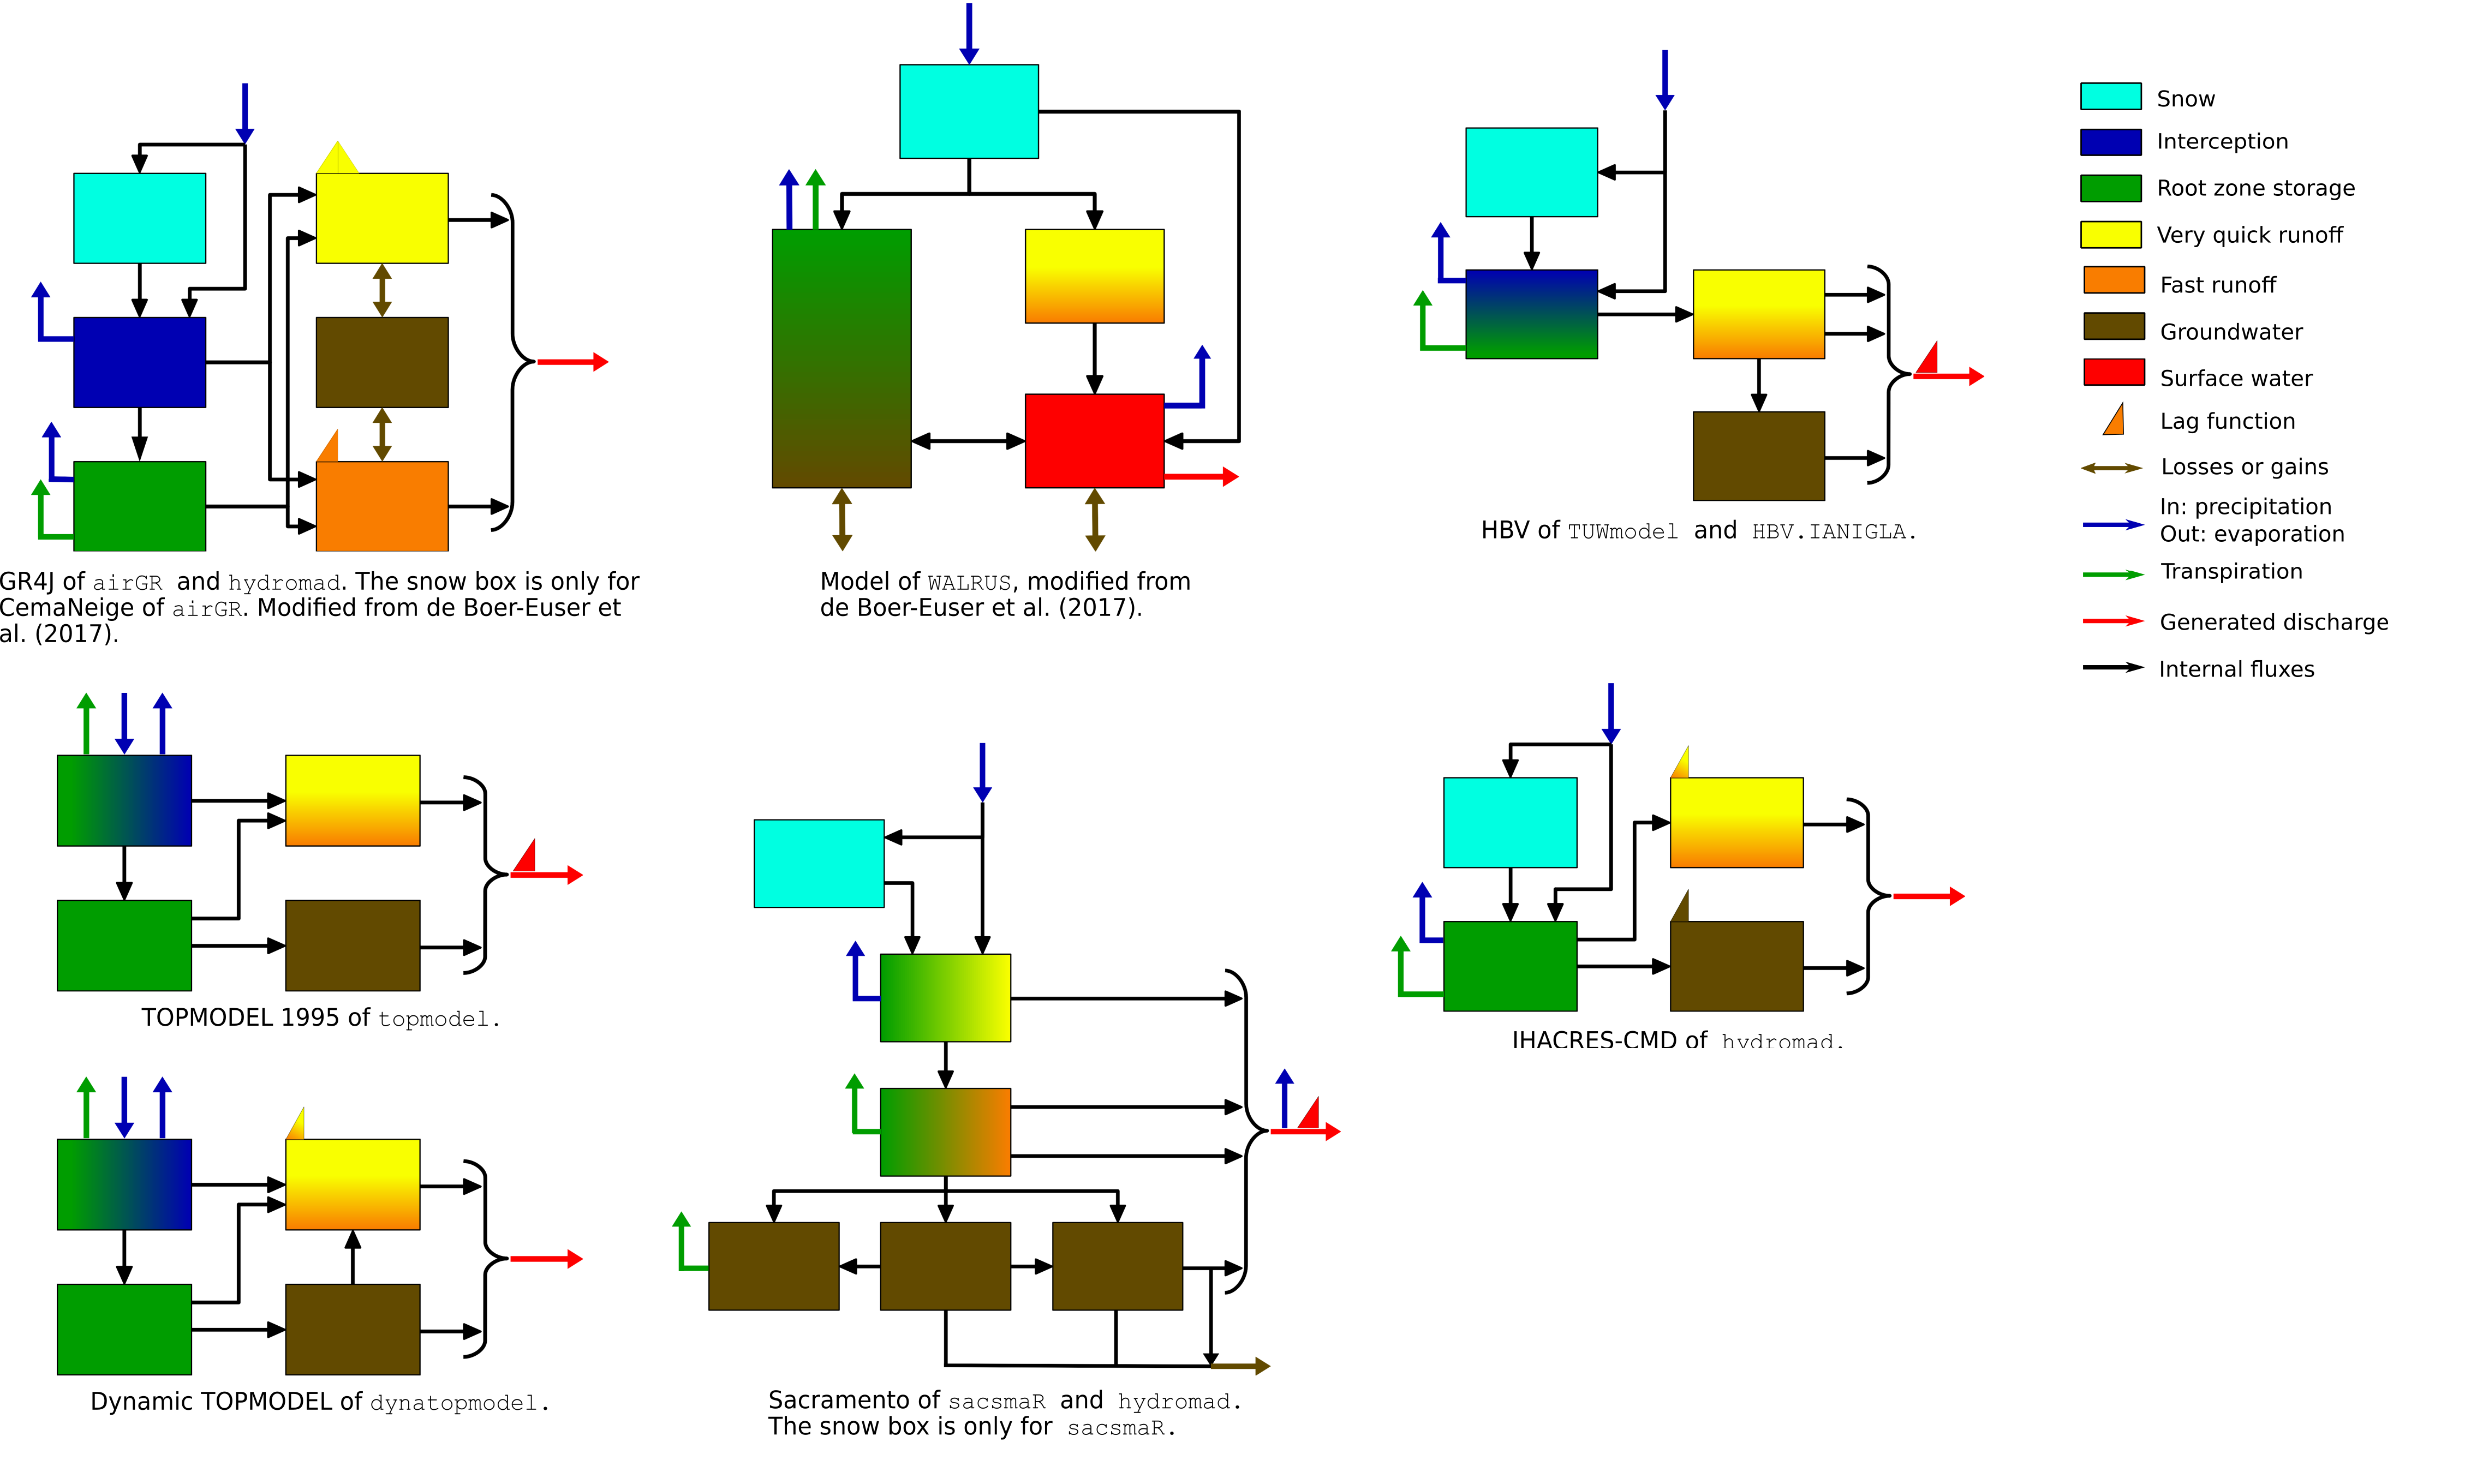 Snow
Interception
Root zone storage
Very quick runoff
Fast runoff
Groundwater
Surface water
Lag function
Losses or gains
In: precipitation
Out: evaporation
Transpiration
Generated discharge
Internal fluxes
GR4J of airGR and hydromad. The snow box is only for
CemaNeige of airGR. Modified from de Boer-Euser et
al. (2017).
Model of WALRUS, modified from
de Boer-Euser et al. (2017).
HBV of TUWmodel and HBV.IANIGLA.
TOPMODEL 1995 of topmodel.
IHACRES-CMD of hydromad.
Dynamic TOPMODEL of dynatopmodel.
Sacramento of sacsmaR and hydromad.
The snow box is only for sacsmaR.